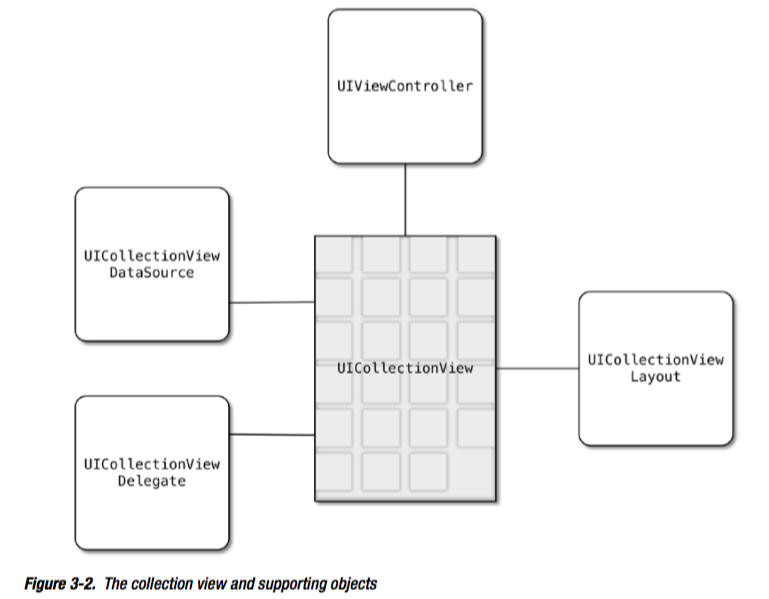 UIViewController
UICollectionView
DataSource
UICollectionView
UICollectionView
Layout
UICollectionView
Delegate
Figure 3-2. The collection view and supporting objects